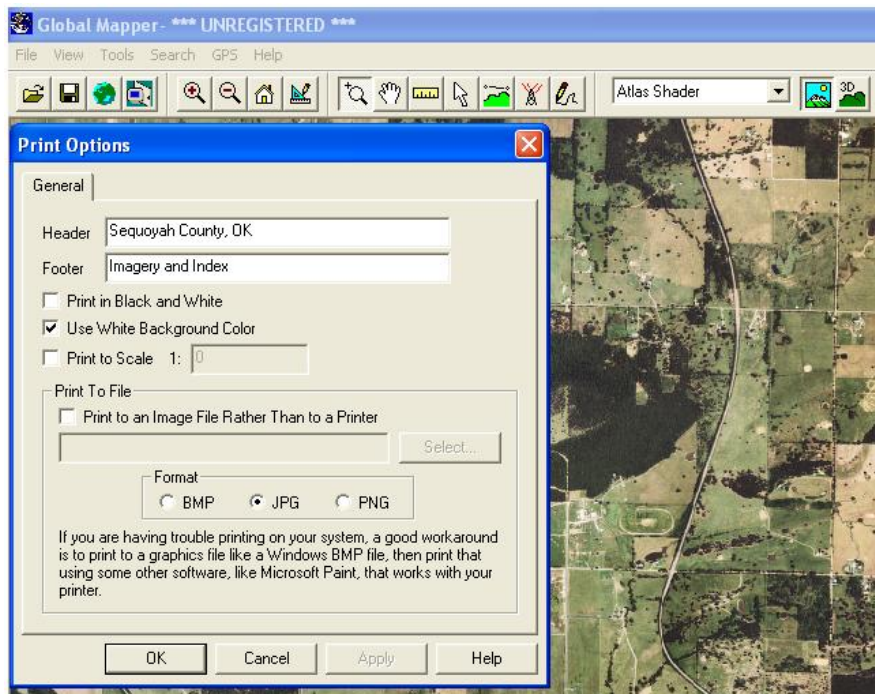 Global Mapper- *** UNREGISTERED ***
File View Tools Search GPS Help
Atlas Shader
3D
Print Options
General
Header Sequoyah County, OK
Footer Imagery and Index
Print in Black and White
Use White Background Color
Print to Scale 1: 0
Print To File
Print to an Image File Rather Than to a Printer
Select...
Format
BMP JPG PNG
If you are having trouble printing on your system, a good workaround
is to print to a graphics file like a Windows BMP file, then print that
using some other software, like Microsoft Paint, that works with your
printer.
OK Cancel Apply Help